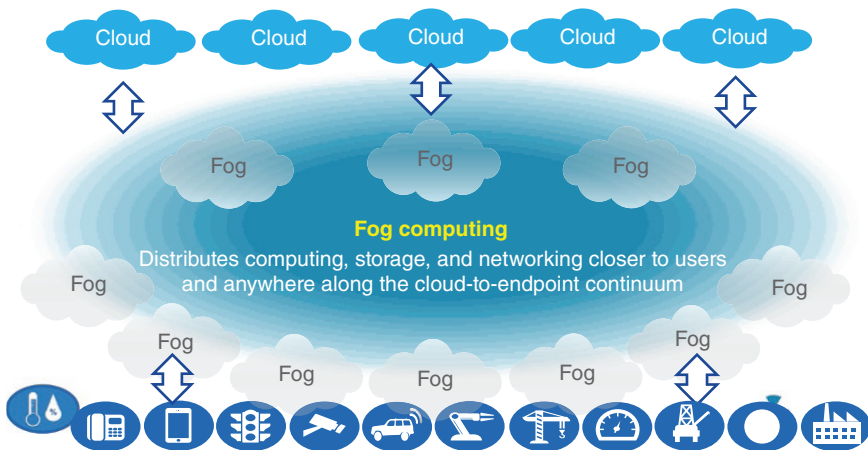 Cloud
Cloud
Cloud
Cloud
Cloud
Fog
Fog
Fog
Fog computing
Distributes computing, storage, and networking closer to users
and anywhere along the cloud-to-endpoint continuum
Fog
Fog
Fog
Fog
Fog
Fog
Fog
%